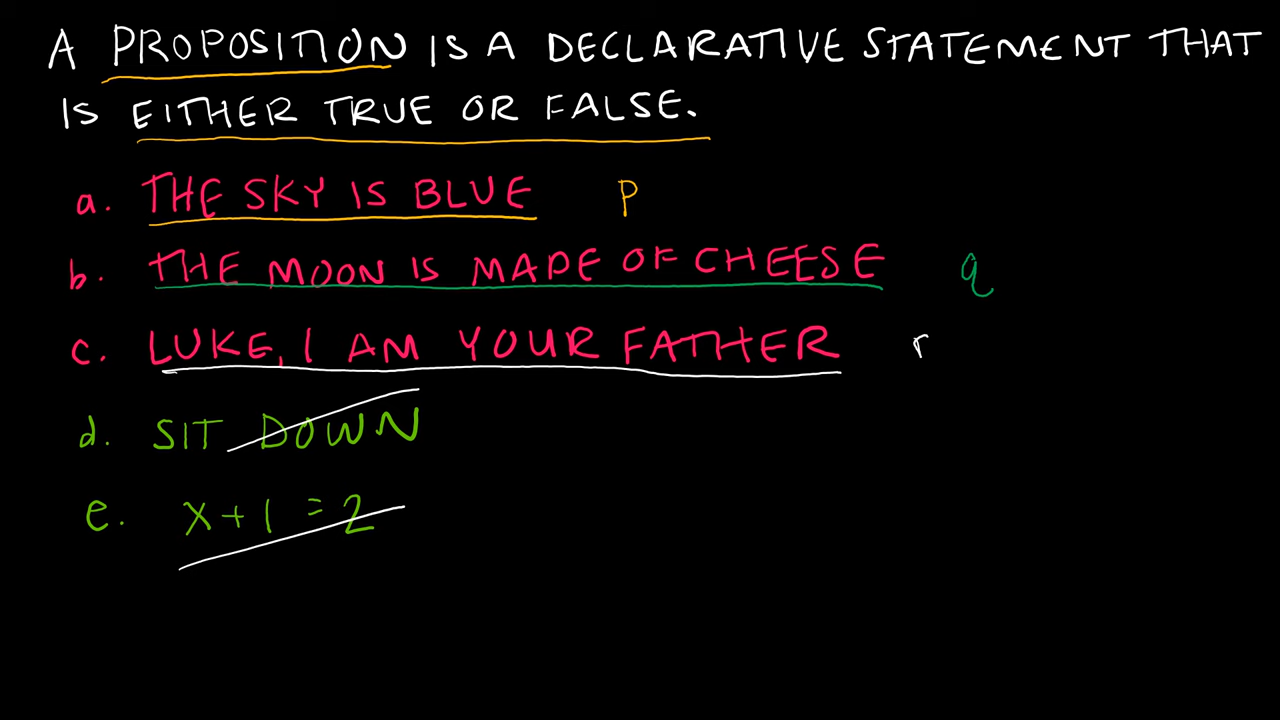 A PROPOSITION IS A DECLARATIVE STATEMENT THAT
IS EITHER TRUE OR FALSE.
a. THE SKY IS BLUE P
b. THE MOON IS MADE OF CHEESE q
c. LUKE, I AM YOUR FATHER r
d. SIT DOWN
e. x + 1 = 2